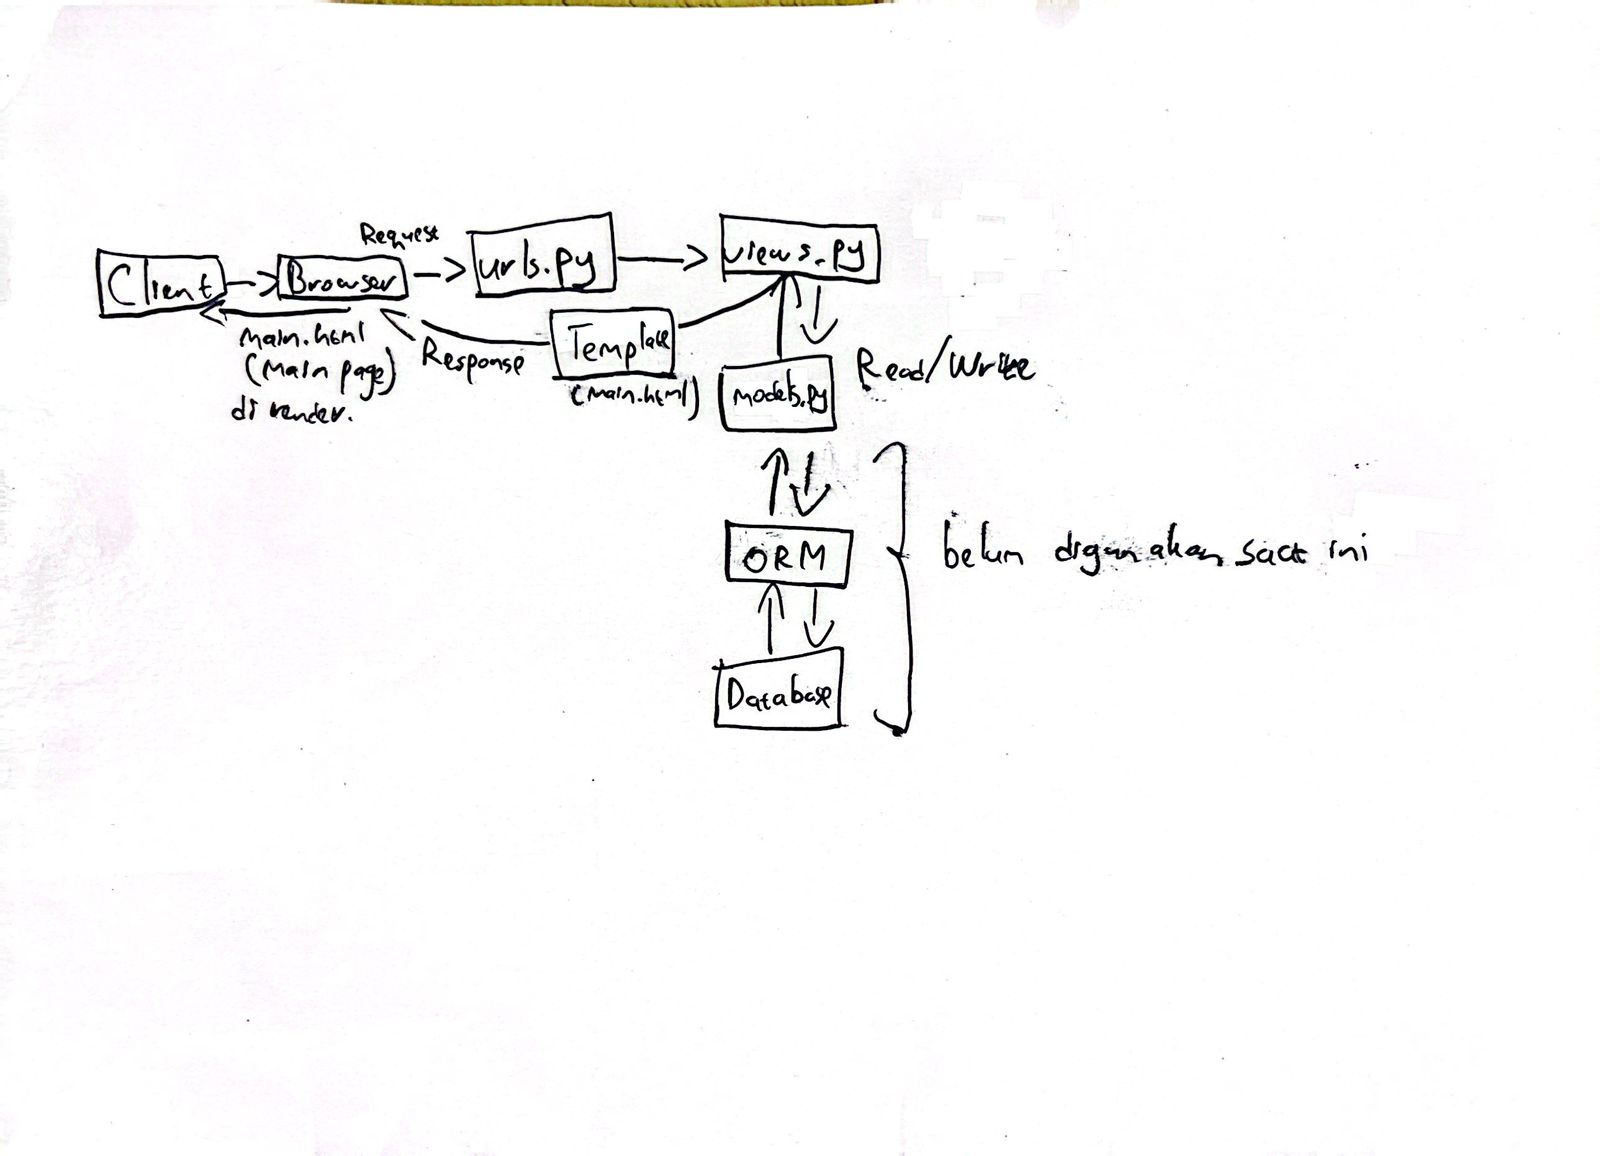 Request
Client
Browser
urls.py
views.py
main.html
(Main page)
di render.
Response
Template
(main.html)
models.py
Read/Write
ORM
belum digunakan saat ini
Database